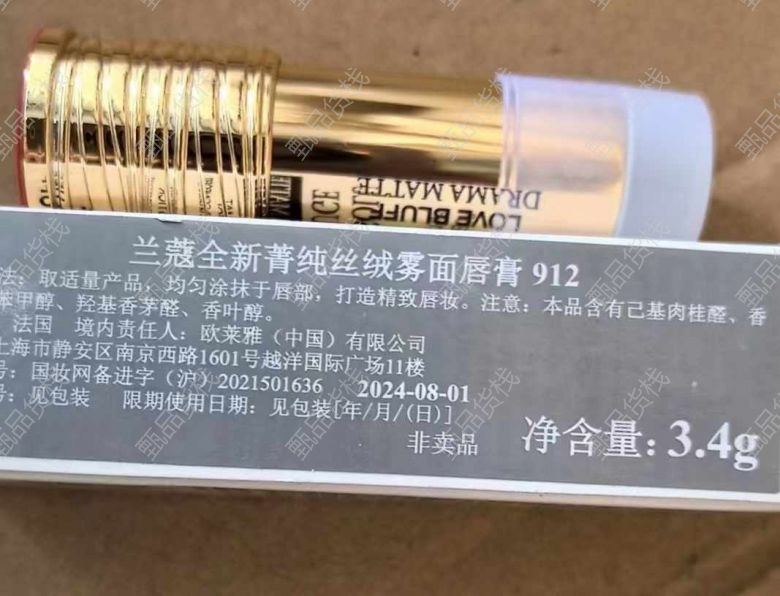 LOVE BLUFF
DRAMA MATTE
兰蔻全新菁纯丝绒雾面唇膏 912
法：取适量产品，均匀涂抹于唇部，打造精致唇妆。注意：本品含有己基肉桂醛、香
苯甲醇、羟基香茅醛、香叶醇。
法国 境内责任人：欧莱雅（中国）有限公司
上海市静安区南京西路1601号越洋国际广场11楼
号：国妆网备进字（沪）2021501636 2024-08-01
号：见包装 限期使用日期：见包装[年/月/(日)]
非卖品 净含量：3.4g
甄品货栈